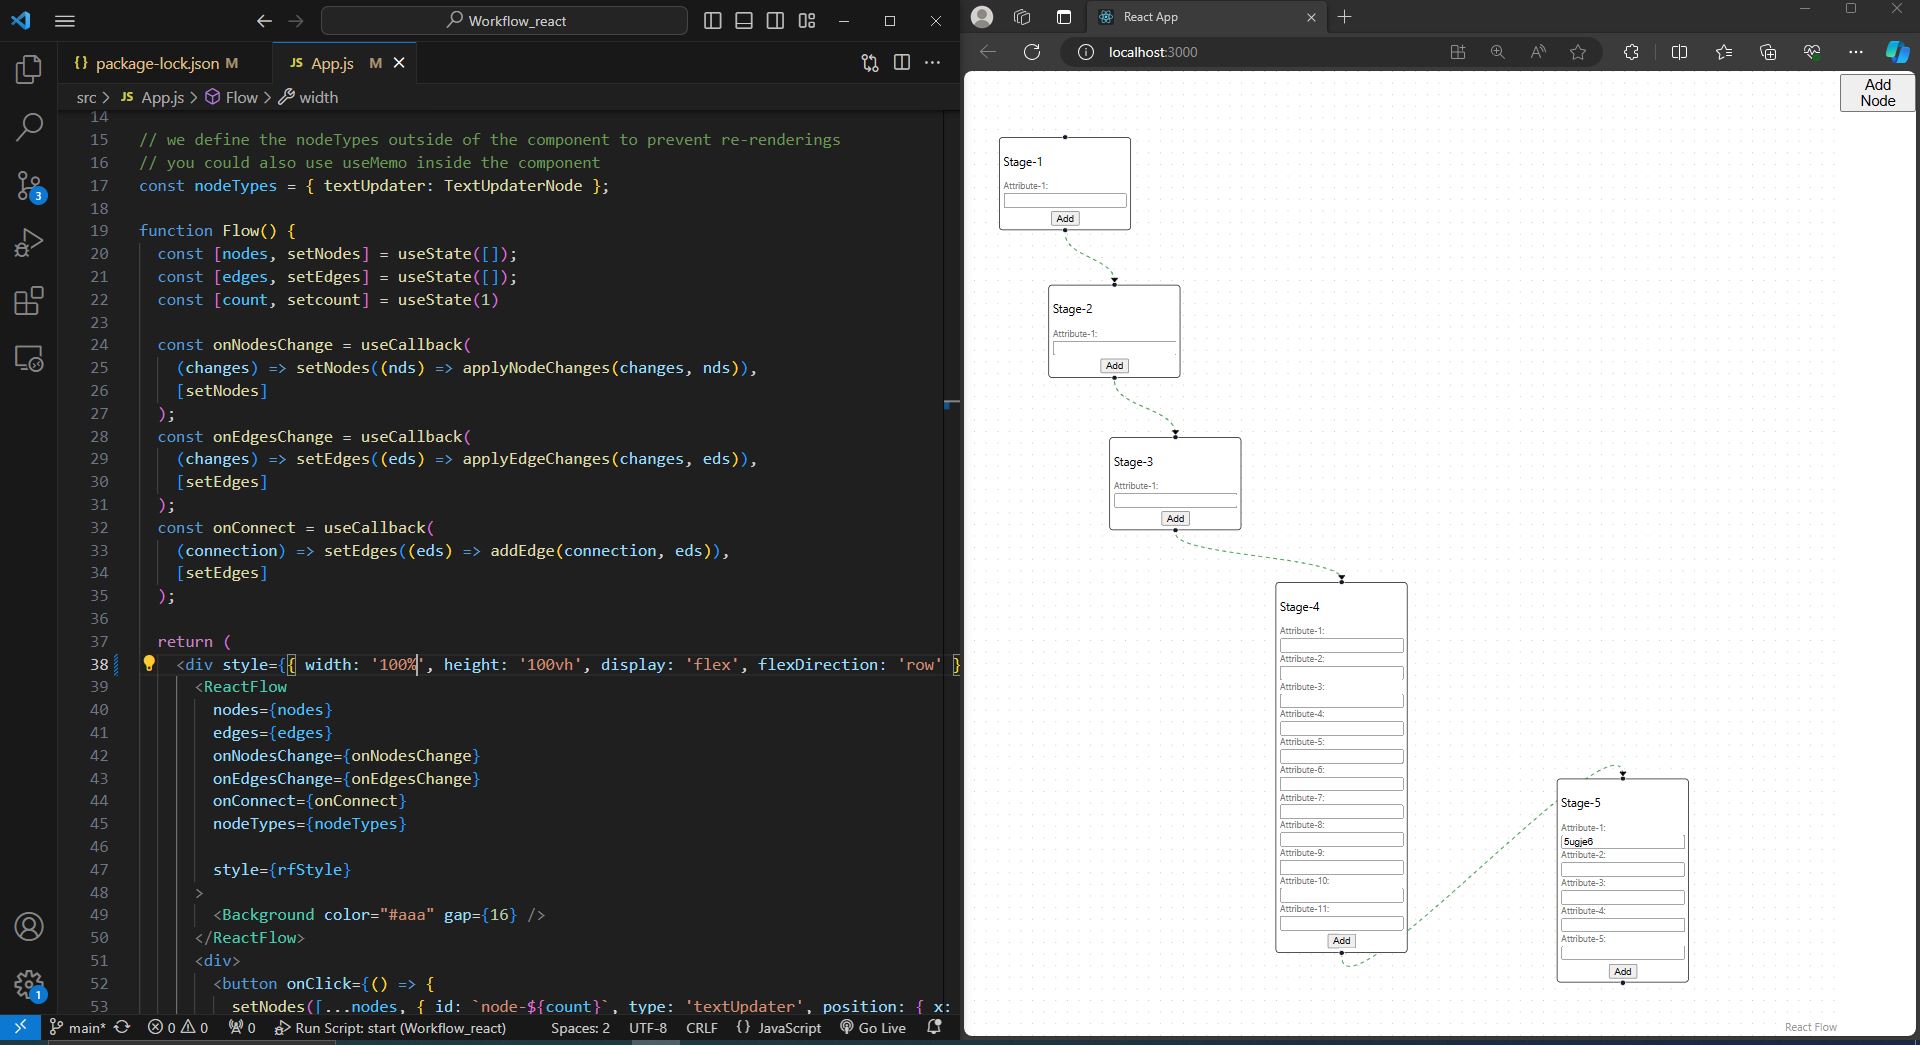 Workflow_react
package-lock.json M
JS App.js M
src > JS App.js > Flow > width
14
15 // we define the nodeTypes outside of the component to prevent re-renderings
16 // you could also use useMemo inside the component
17 const nodeTypes = { textUpdater: TextUpdaterNode };
18
19 function Flow() {
20 const [nodes, setNodes] = useState([]);
21 const [edges, setEdges] = useState([]);
22 const [count, setcount] = useState(1)
23
24 const onNodesChange = useCallback(
25 (changes) => setNodes((nds) => applyNodeChanges(changes, nds)),
26 [setNodes]
27 );
28 const onEdgesChange = useCallback(
29 (changes) => setEdges((eds) => applyEdgeChanges(changes, eds)),
30 [setEdges]
31 );
32 const onConnect = useCallback(
33 (connection) => setEdges((eds) => addEdge(connection, eds)),
34 [setEdges]
35 );
36
37 return (
38 <div style={{ width: '100%', height: '100vh', display: 'flex', flexDirection: 'row' }
39 <ReactFlow
40 nodes={nodes}
41 edges={edges}
42 onNodesChange={onNodesChange}
43 onEdgesChange={onEdgesChange}
44 onConnect={onConnect}
45 nodeTypes={nodeTypes}
46
47 style={rfStyle}
48 >
49 <Background color="#aaa" gap={16} />
50 </ReactFlow>
51 <div>
52 <button onClick={() => {
53 setNodes([...nodes, { id: `node-${count}`, type: 'textUpdater', position: { x:
3
1
main* 0 0 0 Run Script: start (Workflow_react) Spaces: 2 UTF-8 CRLF {} JavaScript Go Live
React App
localhost:3000
Add
Node
Stage-1
Attribute-1:
Add
Stage-2
Attribute-1:
Add
Stage-3
Attribute-1:
Add
Stage-4
Attribute-1:
Attribute-2:
Attribute-3:
Attribute-4:
Attribute-5:
Attribute-6:
Attribute-7:
Attribute-8:
Attribute-9:
Attribute-10:
Attribute-11:
Add
Stage-5
Attribute-1:
5ugje6
Attribute-2:
Attribute-3:
Attribute-4:
Attribute-5:
Add
React Flow